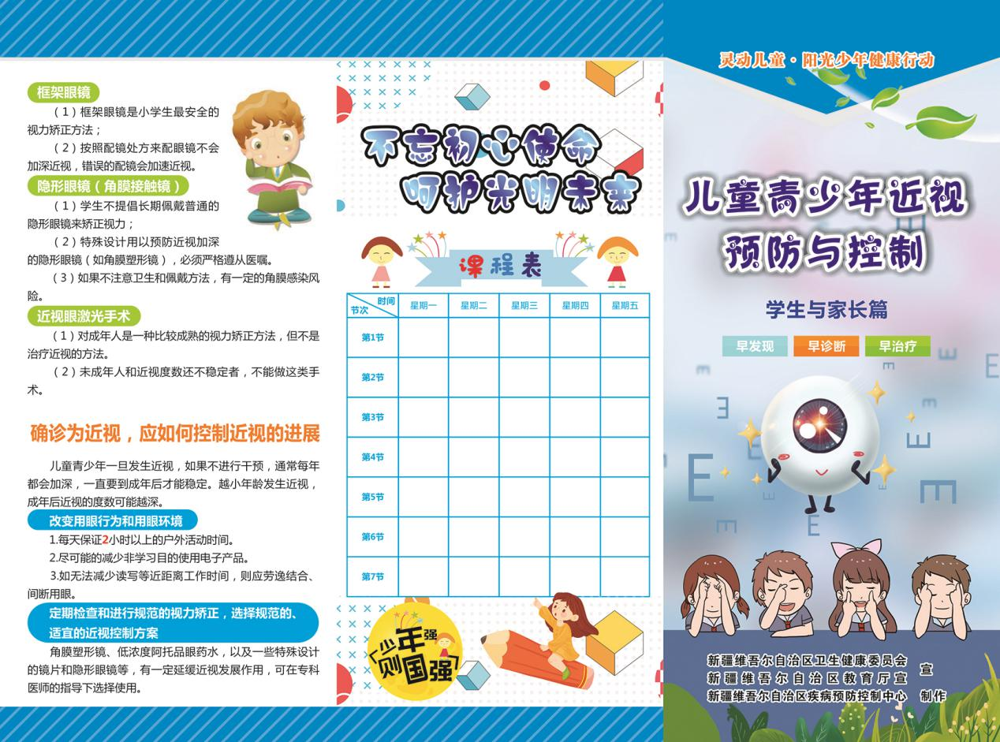 框架眼镜
（1）框架眼镜是小学生最安全的
视力矫正方法；
（2）按照配镜处方来配眼镜不会
加深近视，错误的配镜会加速近视。
隐形眼镜（角膜接触镜）
（1）学生不提倡长期佩戴普通的
隐形眼镜来矫正视力；
（2）特殊设计用以预防近视加深
的隐形眼镜（如角膜塑形镜），必须严格遵从医嘱。
（3）如果不注意卫生和佩戴方法，有一定的角膜感染风
险。
近视眼激光手术
（1）对成年人是一种比较成熟的视力矫正方法，但不是
治疗近视的方法。
（2）未成年人和近视度数还不稳定者，不能做这类手
术。
确诊为近视，应如何控制近视的进展
儿童青少年一旦发生近视，如果不进行干预，通常每年
都会加深，一直要到成年后才能稳定。越小年龄发生近视，
成年后近视的度数可能越深。
改变用眼行为和用眼环境
1.每天保证2小时以上的户外活动时间。
2.尽可能的减少非学习目的使用电子产品。
3.如无法减少读写等近距离工作时间，则应劳逸结合、
间断用眼。
定期检查和进行规范的视力矫正，选择规范的、
适宜的近视控制方案
角膜塑形镜、低浓度阿托品眼药水，以及一些特殊设计
的镜片和隐形眼镜等，有一定延缓近视发展作用，可在专科
医师的指导下选择使用。
不忘初心使命
呵护光明未来
课程表
时间
节次
星期一 星期二 星期三 星期四 星期五
第1节
第2节
第3节
第4节
第5节
第6节
第7节
少年强
则国强
灵动儿童·阳光少年健康行动
儿童青少年近视
预防与控制
学生与家长篇
早发现 早诊断 早治疗
E
E
E
E
E
E
E
E
E
E
E
新疆维吾尔自治区卫生健康委员会 宣
新疆维吾尔自治区教育厅宣
新疆维吾尔自治区疾病预防控制中心 制作